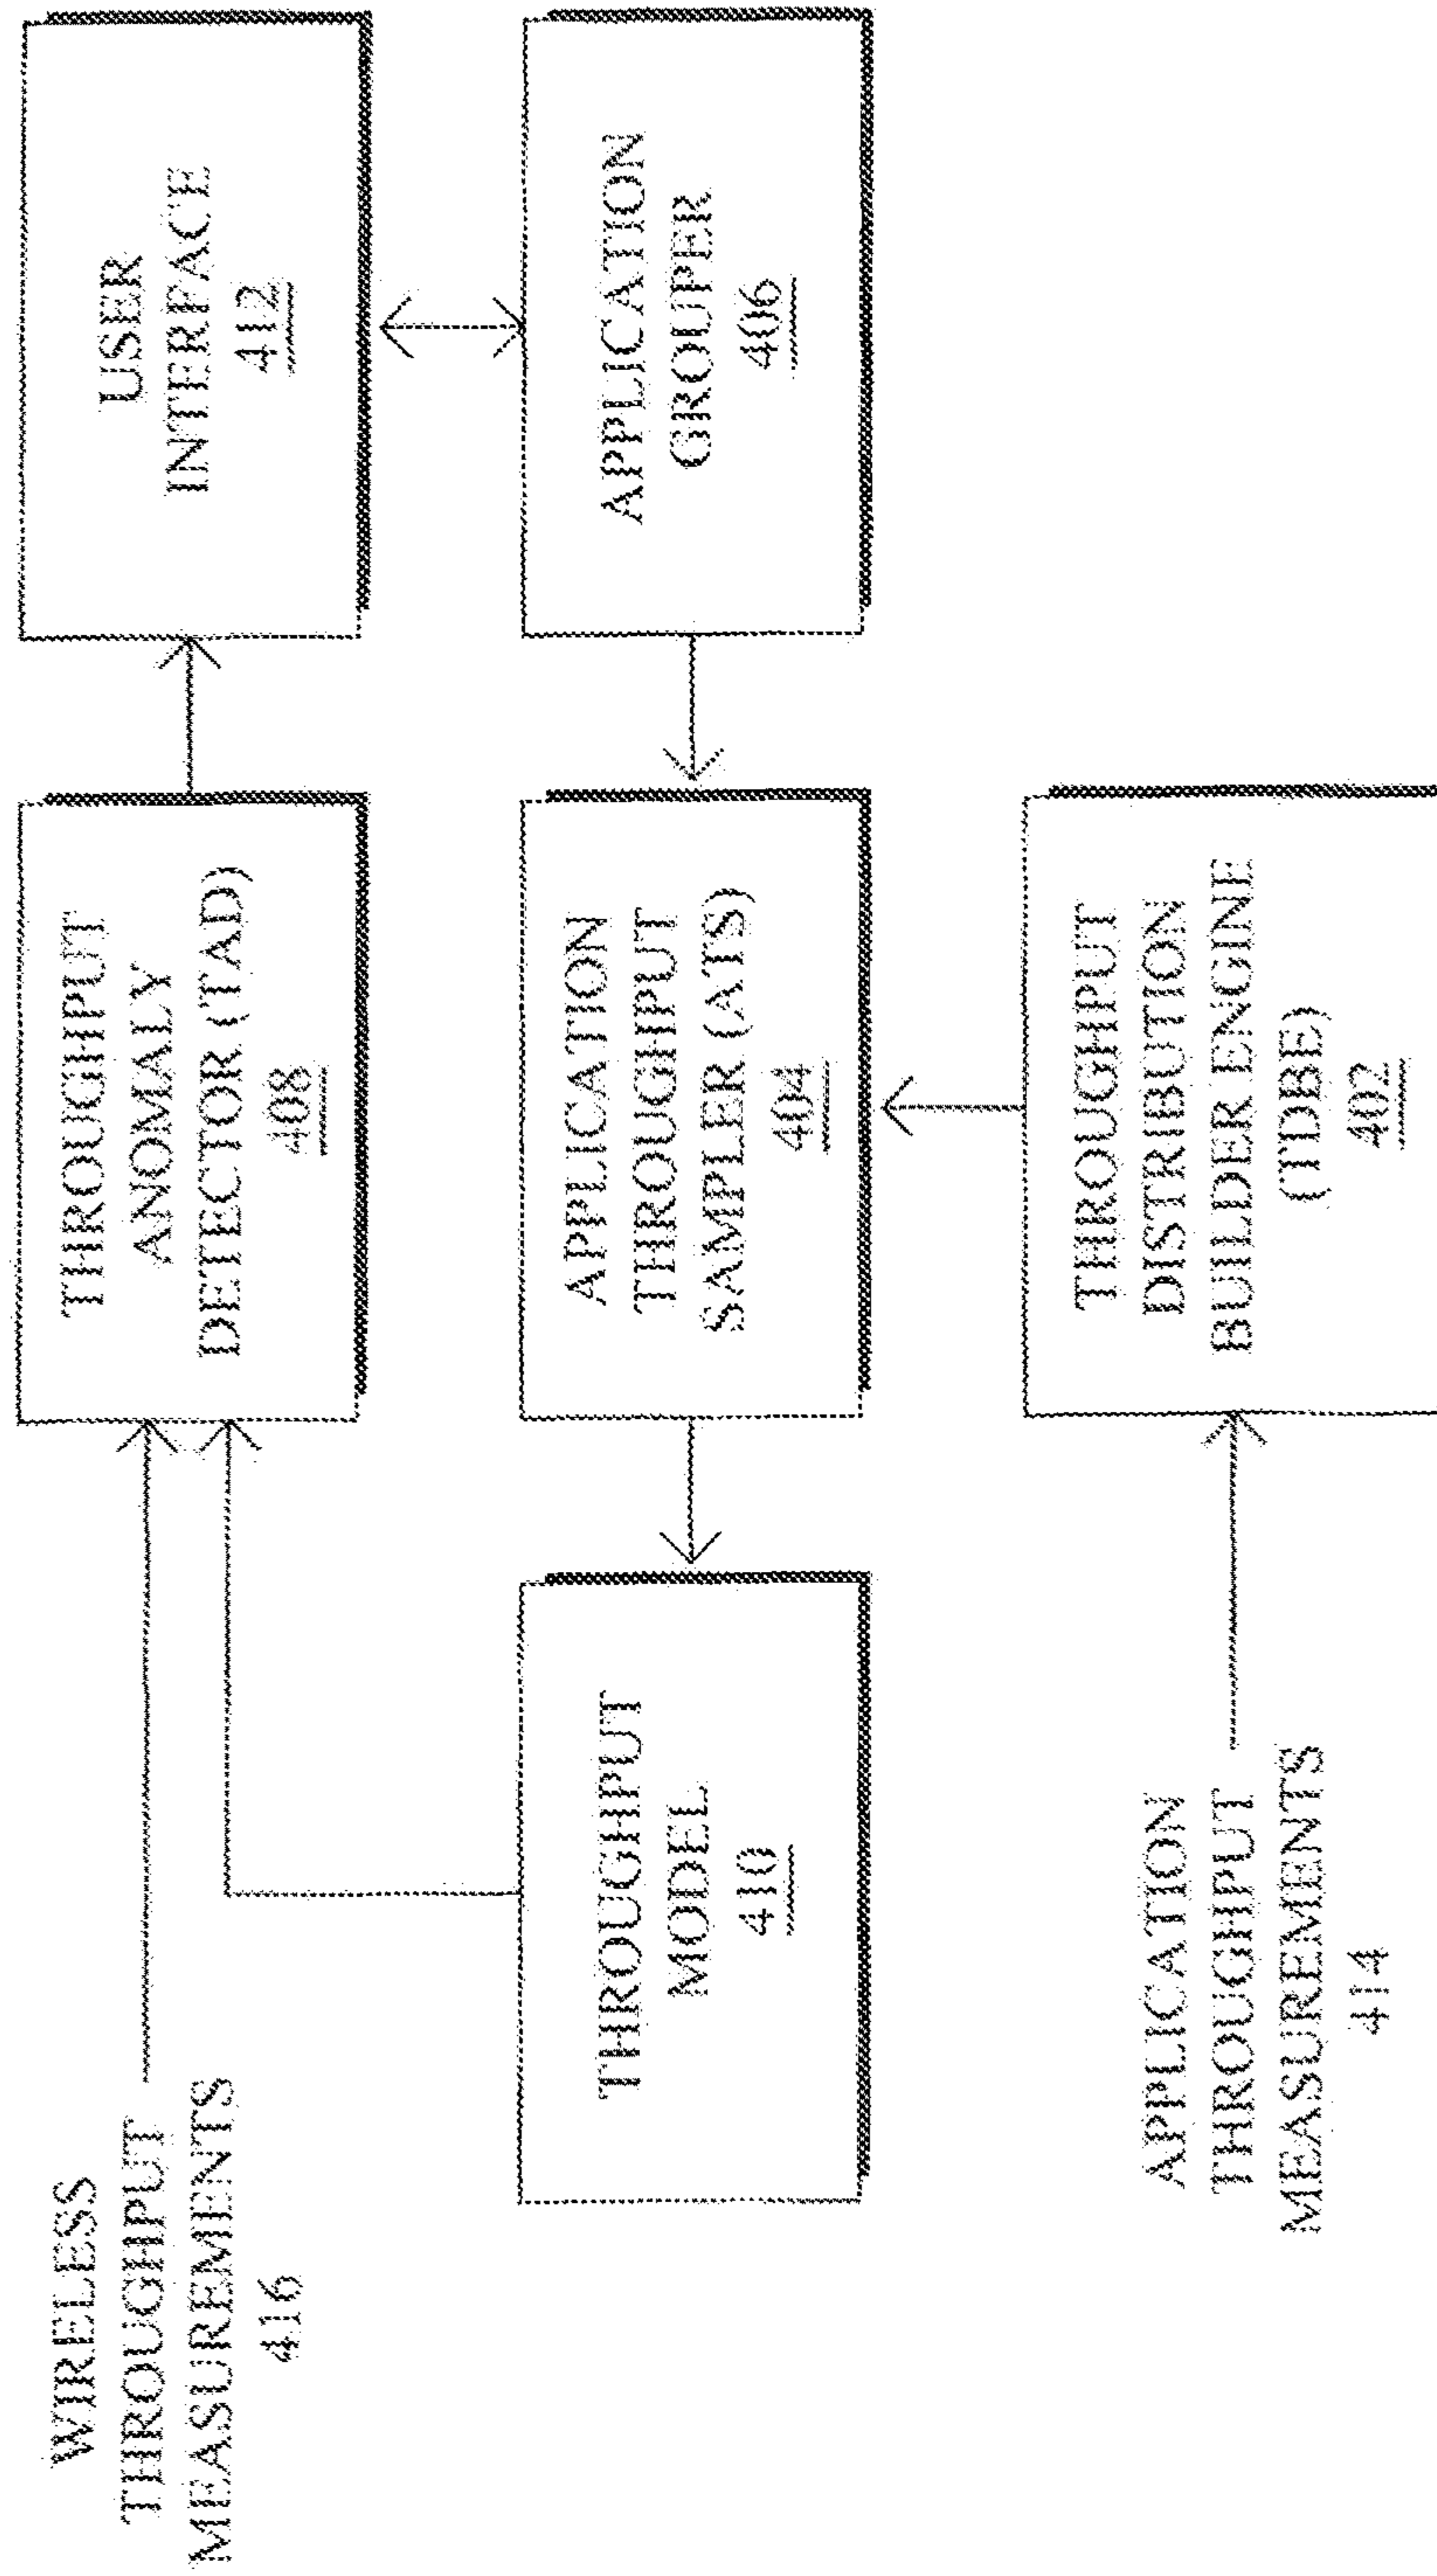 WIRELESS
THROUGHPUT
MEASUREMENTS
416
THROUGHPUT
ANOMALY
DETECTOR (TAD)
408
USER
INTERFACE
412
THROUGHPUT
MODEL
410
APPLICATION
THROUGHPUT
SAMPLER (ATS)
404
APPLICATION
GROUPER
406
APPLICATION
THROUGHPUT
MEASUREMENTS
414
THROUGHPUT
DISTRIBUTION
BUILDER ENGINE
(TDBE)
402